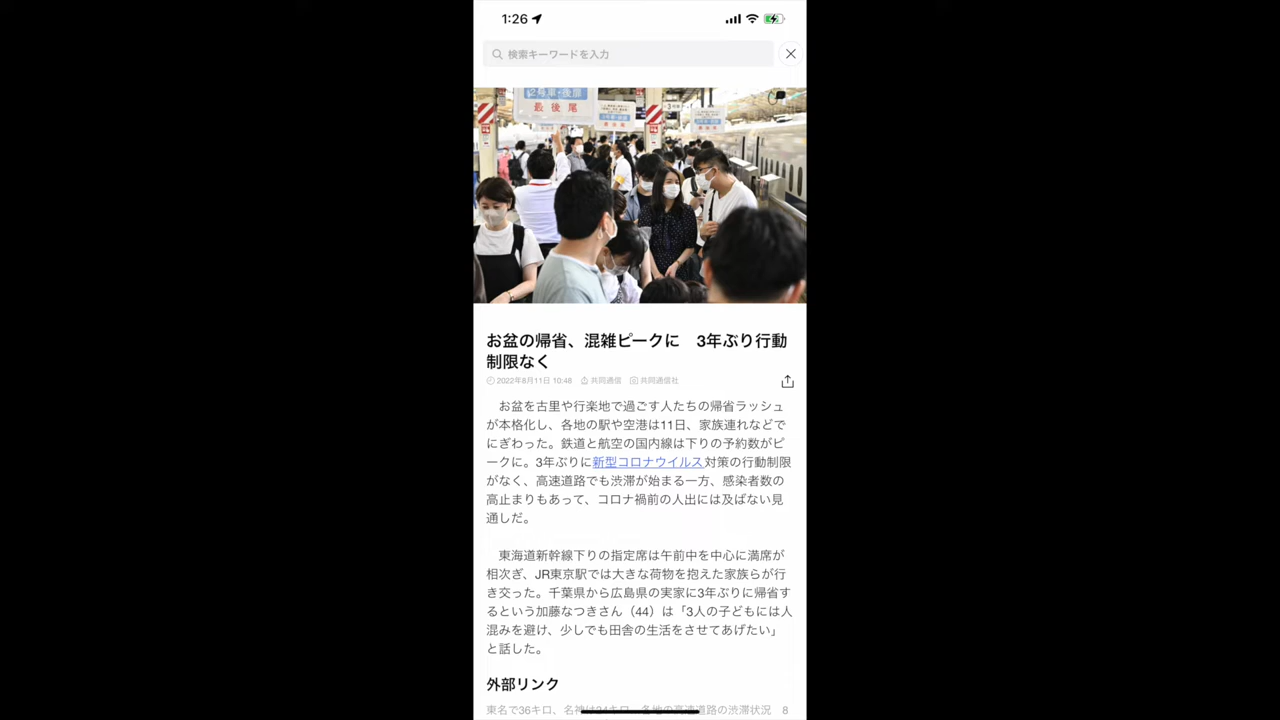 1:26
検索キーワードを入力
2号車・後扉
最後尾
お盆の帰省、混雑ピークに　3年ぶり行動
制限なく
2022年8月11日 10:48 共同通信 共同通信社
お盆を古里や行楽地で過ごす人たちの帰省ラッシュ
が本格化し、各地の駅や空港は11日、家族連れなどで
にぎわった。鉄道と航空の国内線は下りの予約数がピ
ークに。3年ぶりに新型コロナウイルス対策の行動制限
がなく、高速道路でも渋滞が始まる一方、感染者数の
高止まりもあって、コロナ禍前の人出には及ばない見
通しだ。
東海道新幹線下りの指定席は午前中を中心に満席が
相次ぎ、JR東京駅では大きな荷物を抱えた家族らが行
き交った。千葉県から広島県の実家に3年ぶりに帰省す
るという加藤なつきさん（44）は「3人の子どもには人
混みを避け、少しでも田舎の生活をさせてあげたい」
と話した。
外部リンク
東名で36キロ、名神は24キロ 各地の高速道路の渋滞状況　8